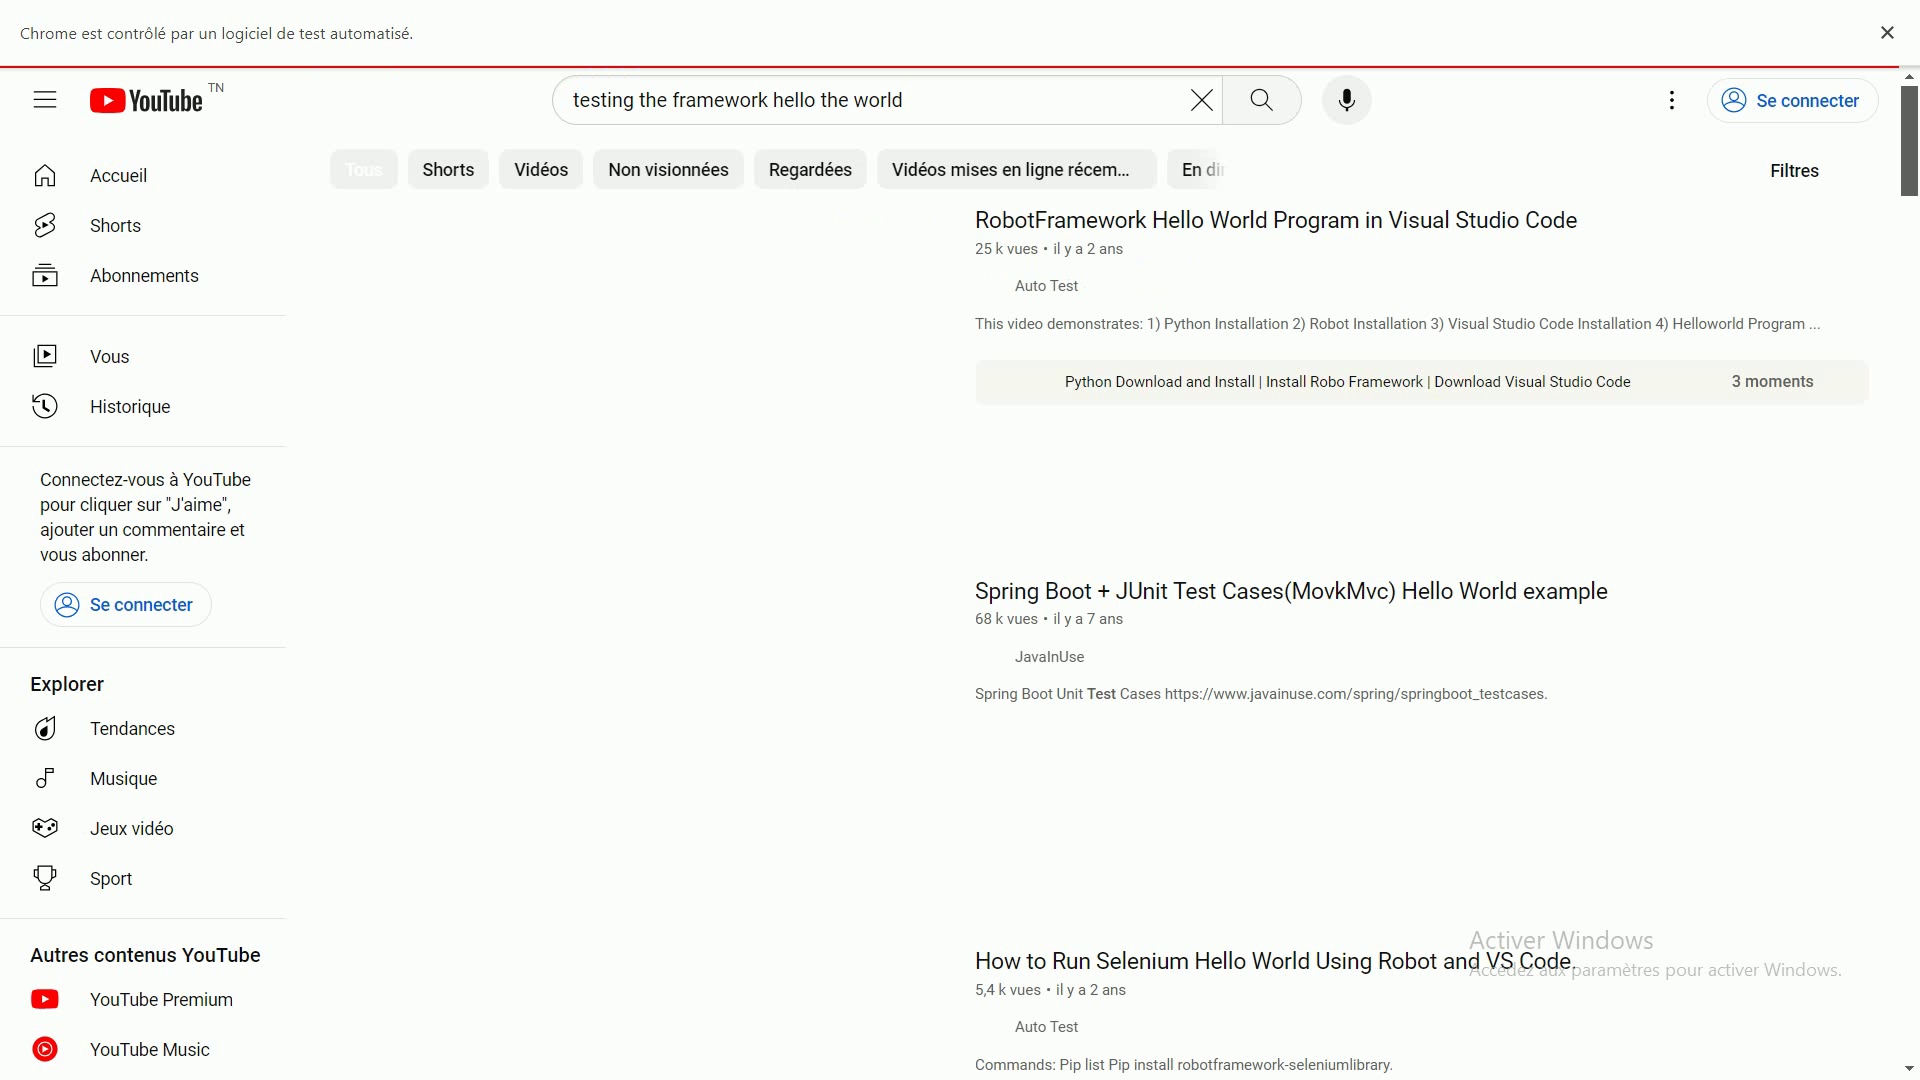 Chrome est contrôlé par un logiciel de test automatisé.
YouTube TN
testing the framework hello the world
Se connecter
Tous Shorts Vidéos Non visionnées Regardées Vidéos mises en ligne récem... En dir
Filtres
Accueil
Shorts
Abonnements
Vous
Historique
Connectez-vous à YouTube
pour cliquer sur "J'aime",
ajouter un commentaire et
vous abonner.
Se connecter
Explorer
Tendances
Musique
Jeux vidéo
Sport
Autres contenus YouTube
YouTube Premium
YouTube Music
RobotFramework Hello World Program in Visual Studio Code
25 k vues • il y a 2 ans
Auto Test
This video demonstrates: 1) Python Installation 2) Robot Installation 3) Visual Studio Code Installation 4) Helloworld Program ...
Python Download and Install | Install Robo Framework | Download Visual Studio Code
3 moments
Spring Boot + JUnit Test Cases(MovkMvc) Hello World example
68 k vues • il y a 7 ans
JavaInUse
Spring Boot Unit Test Cases https://www.javainuse.com/spring/springboot_testcases.
How to Run Selenium Hello World Using Robot and VS Code.
5,4 k vues • il y a 2 ans
Auto Test
Commands: Pip list Pip install robotframework-seleniumlibrary.
Activer Windows
Accédez aux paramètres pour activer Windows.